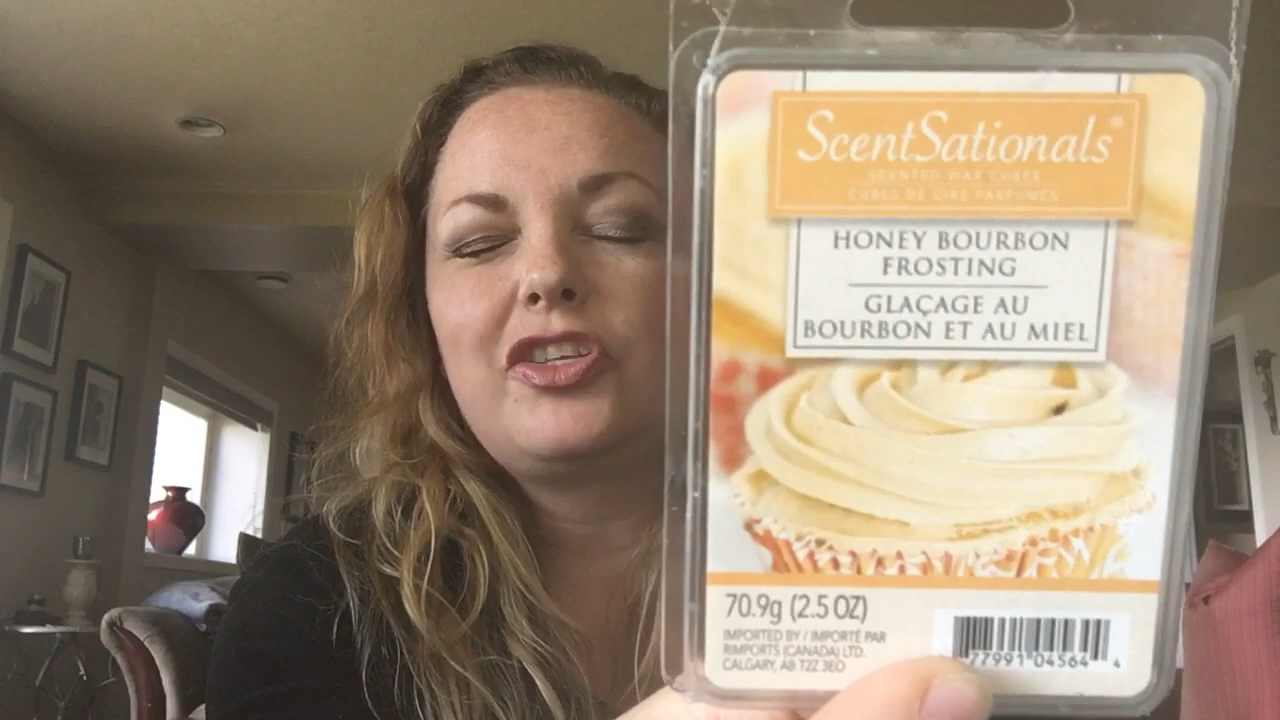 ScentSationals®
SCENTED WAX CUBES
CUBES DE CIRE PARFUMÉS
HONEY BOURBON
FROSTING
GLAÇAGE AU
BOURBON ET AU MIEL
70.9g (2.5 OZ)
IMPORTED BY / IMPORTÉ PAR
RIMPORTS (CANADA) LTD.
CALGARY, AB T2Z 3E0
77991 04564 4